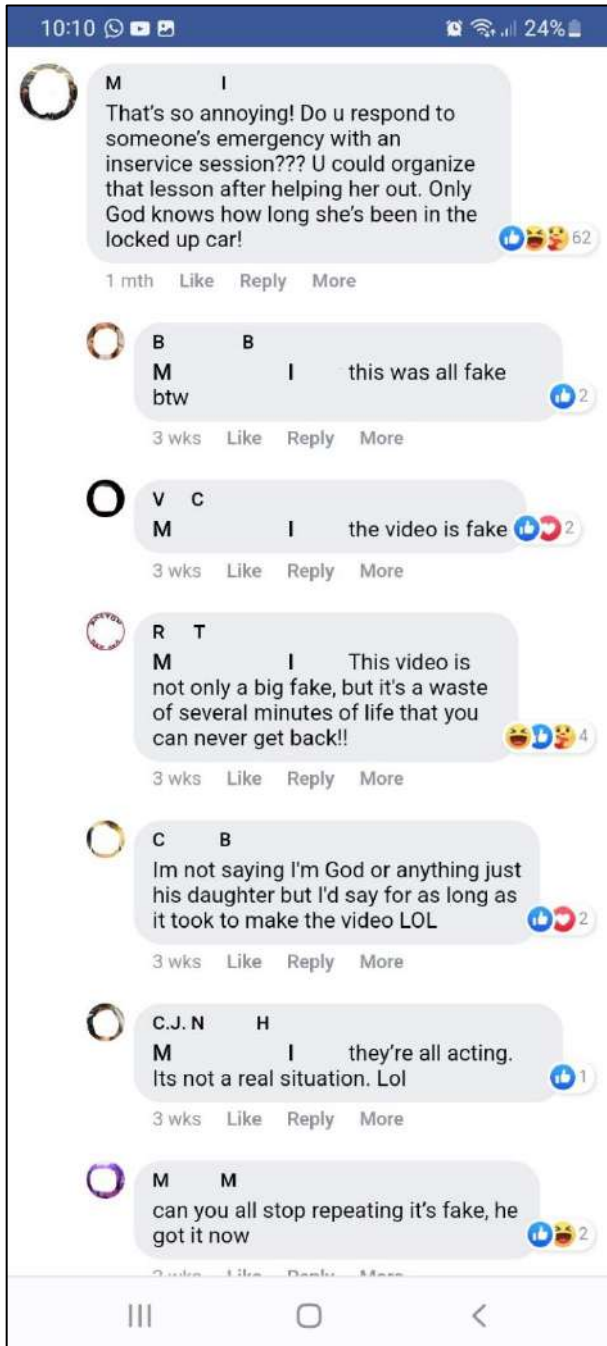 10:10 24%
M I
That's so annoying! Do u respond to
someone's emergency with an
inservice session??? U could organize
that lesson after helping her out. Only
God knows how long she's been in the
locked up car!
62
1 mth Like Reply More
B B
M I this was all fake
btw
2
3 wks Like Reply More
V C
M I the video is fake 2
3 wks Like Reply More
R T
M I This video is
not only a big fake, but it's a waste
of several minutes of life that you
can never get back!!
4
3 wks Like Reply More
C B
Im not saying I'm God or anything just
his daughter but I'd say for as long as
it took to make the video LOL
2
3 wks Like Reply More
C.J. N H
M I they're all acting.
Its not a real situation. Lol
1
3 wks Like Reply More
M M
can you all stop repeating it's fake, he
got it now
2
3 wks Like Reply More